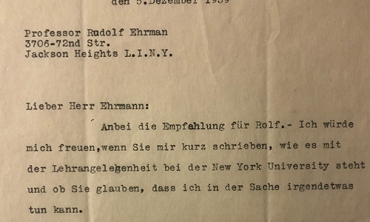 den 5.Dezember 1939
Professor Rudolf Ehrman
3706-72nd Str.
Jackson Heights L.I.N.Y.
Lieber Herr Ehrmann:
Anbei die Empfahlung für Rolf.- Ich würde
mich freuen,wenn Sie mir kurz schrieben, wie es mit
der Lehrangelegenheit bei der New York University steht
und ob Sie glauben, dass ich in der Sache irgendetwas
tun kann.